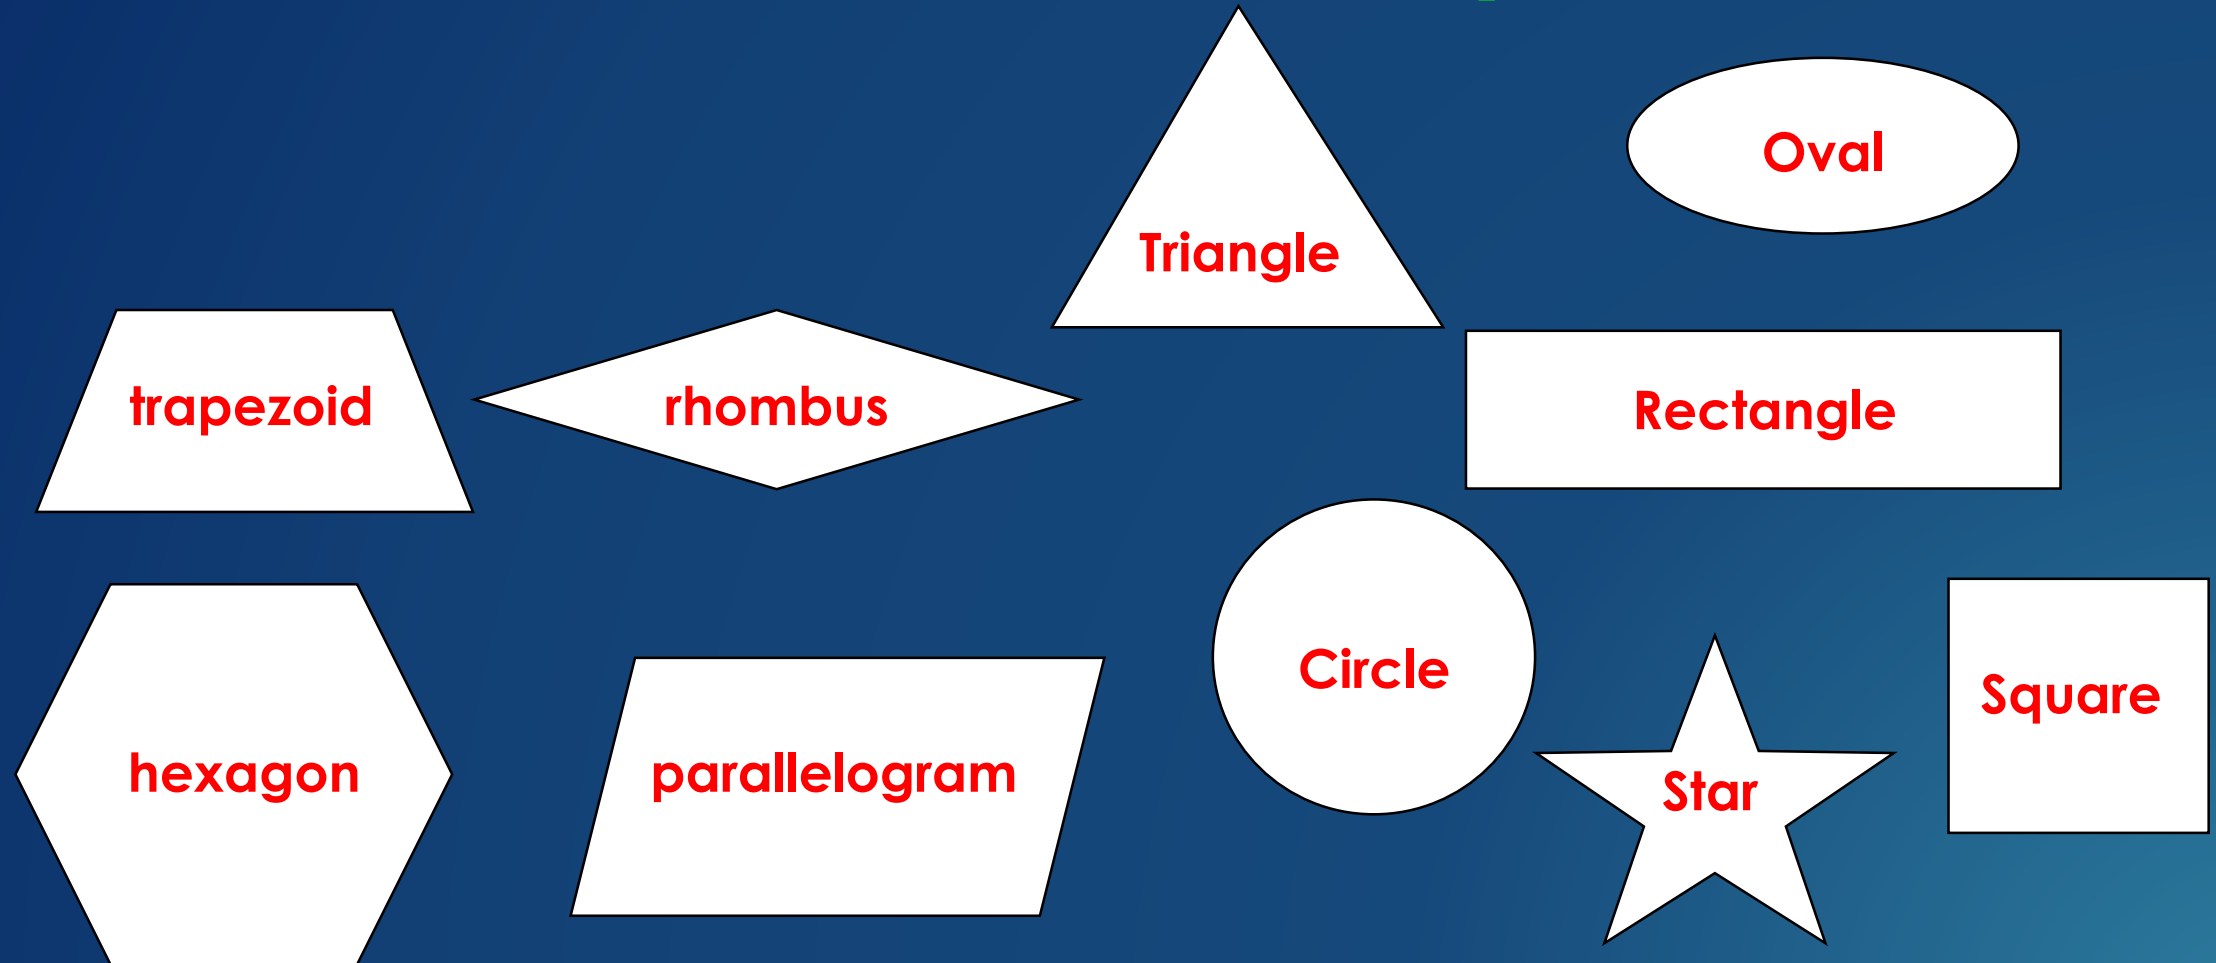 Triangle
Oval
trapezoid
rhombus
Rectangle
Circle
Square
hexagon
parallelogram
Star